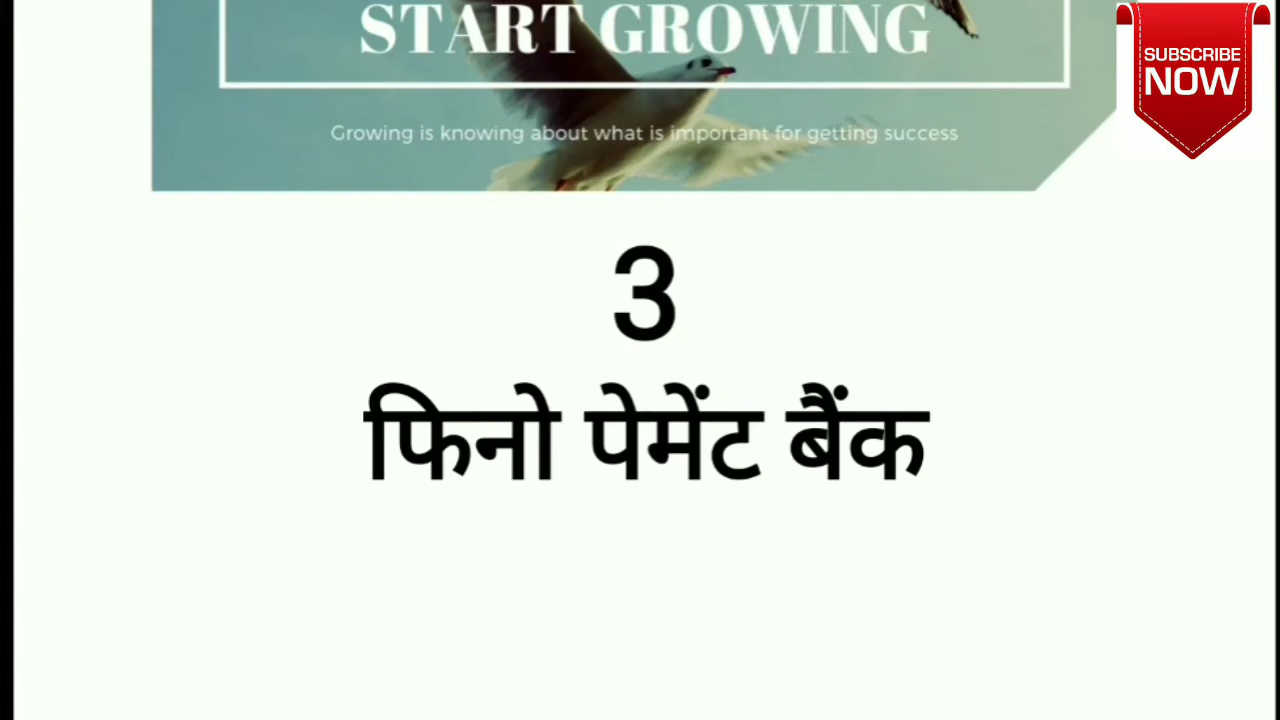 START GROWING
SUBSCRIBE
NOW
Growing is knowing about what is important for getting success
3
फिनो पेमेंट बैंक